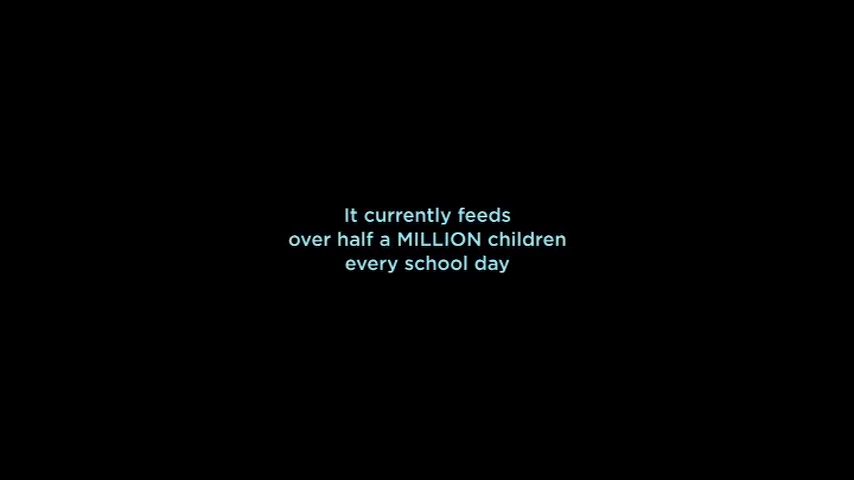 It currently feeds
over half a MILLION children
every school day